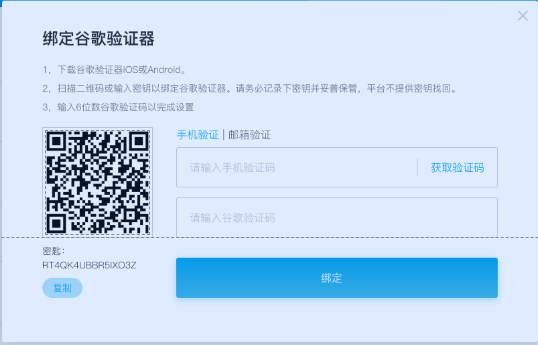 绑定谷歌验证器
1，下载谷歌验证器IOS或Android。
2，扫描二维码或输入密钥以绑定谷歌验证器。请务必记录下密钥并妥善保管，平台不提供密钥找回。
3，输入6位数谷歌验证码以完成设置
手机验证 | 邮箱验证
请输入手机验证码 获取验证码
请输入谷歌验证码
密匙：
RT4QK4UBBR5IXO3Z
绑定
复制